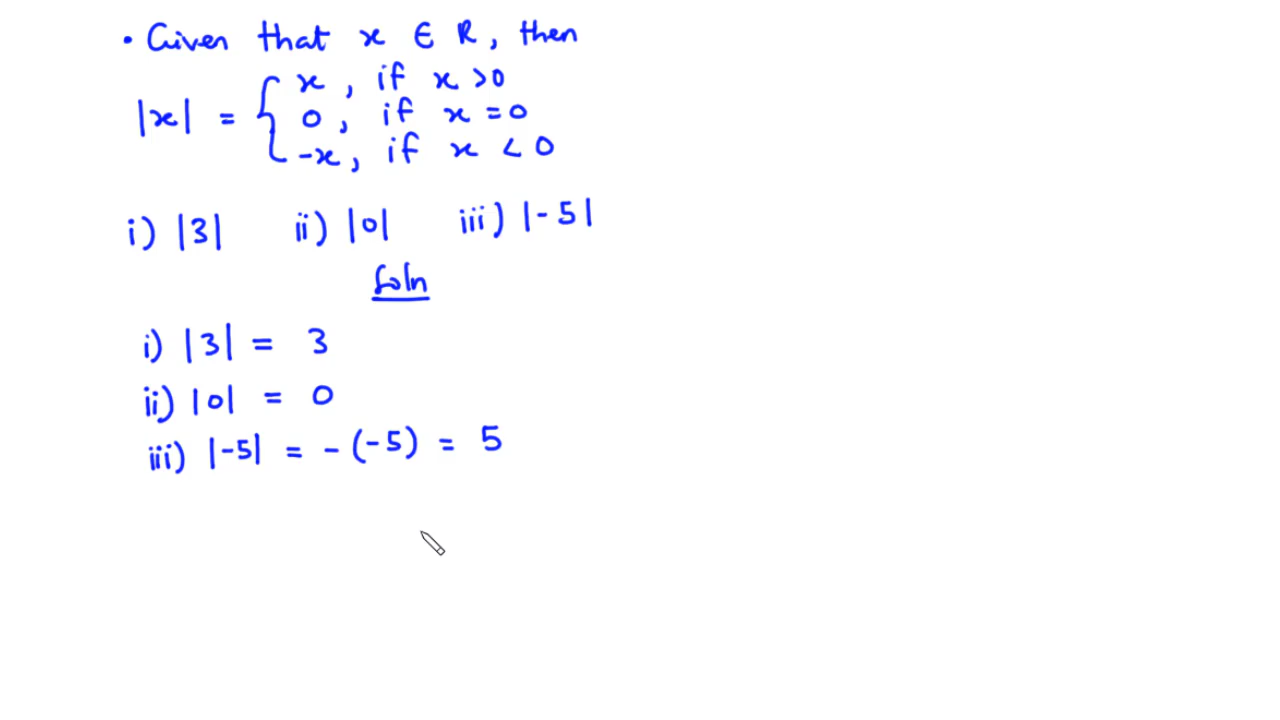 • Given that x ∈ R, then
|x| = { x, if x >0
0, if x =0
-x, if x < 0
i) |3| ii) |0| iii) |-5|
Soln
i) |3| = 3
ii) |0| = 0
iii) |-5| = -(-5) = 5